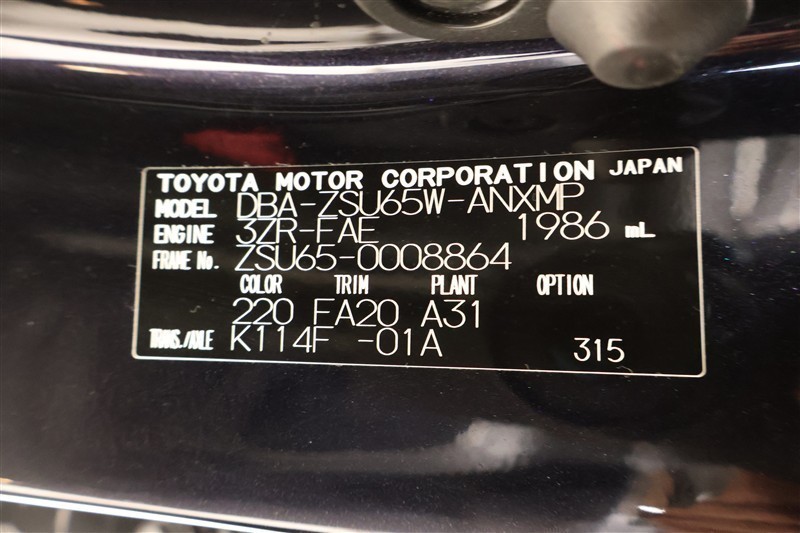 TOYOTA MOTOR CORPORATION JAPAN
MODEL DBA-ZSU65W-ANXMP
ENGINE 3ZR-FAE 1986 mL
FRAME No. ZSU65-0008864
COLOR TRIM PLANT OPTION
220 FA20 A31
TRANS./AXLE K114F -01A 315